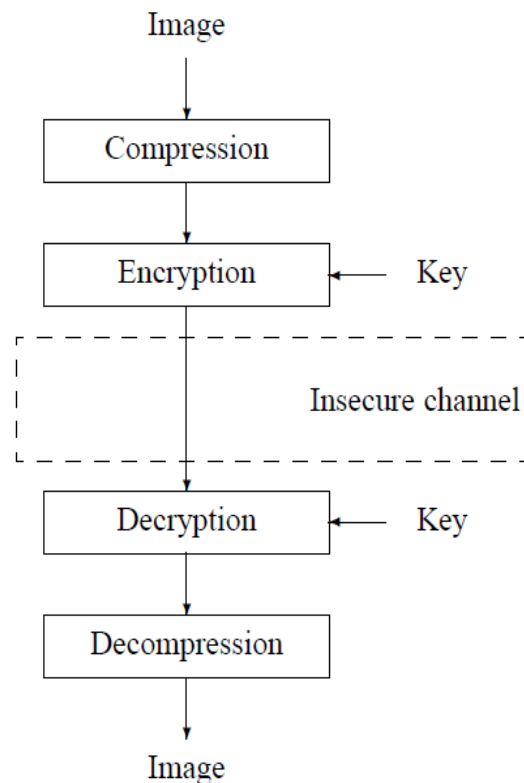 Image
Compression
Encryption
Key
Insecure channel
Decryption
Key
Decompression
Image